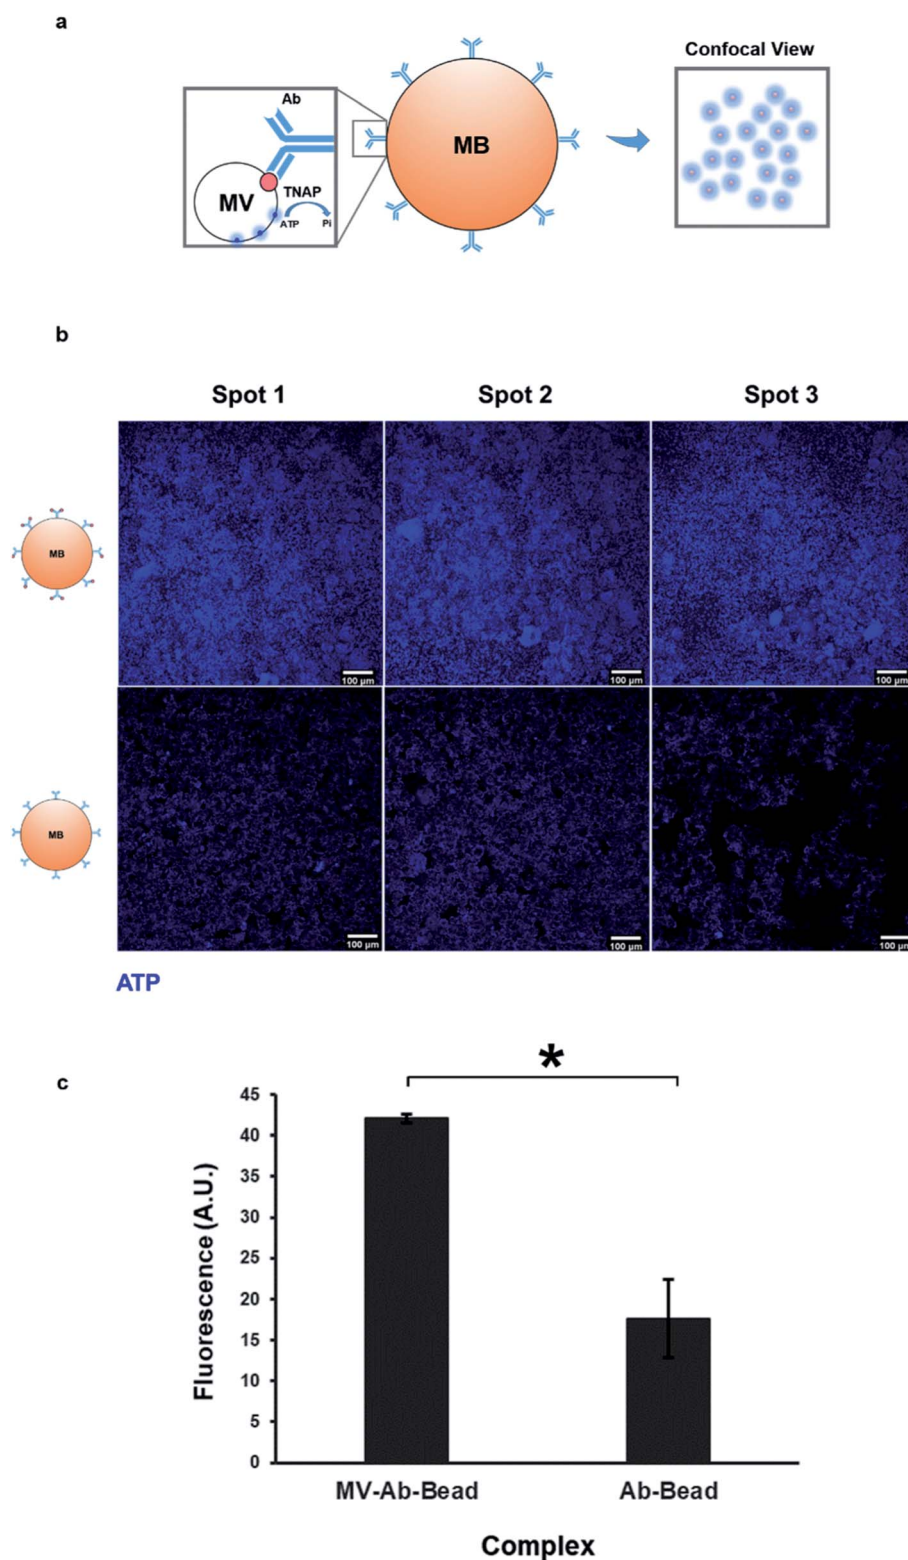 a
Confocal View
Ab
MB
MV
TNAP
ATP
Pi
b
Spot 1 Spot 2 Spot 3
MB
100 µm 100 µm 100 µm
MB
100 µm 100 µm 100 µm
ATP
c
*
45
40
35
30
25
20
15
10
5
0
Fluorescence (A.U.)
MV-Ab-Bead Ab-Bead
Complex